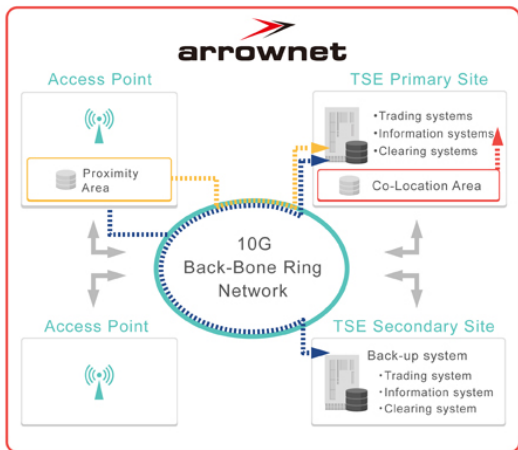 arrownet
Access Point
Proximity
Area
TSE Primary Site
•Trading systems
•Information systems
•Clearing systems
Co-Location Area
10G
Back-Bone Ring
Network
Access Point
TSE Secondary Site
Back-up system
•Trading system
•Information system
•Clearing system